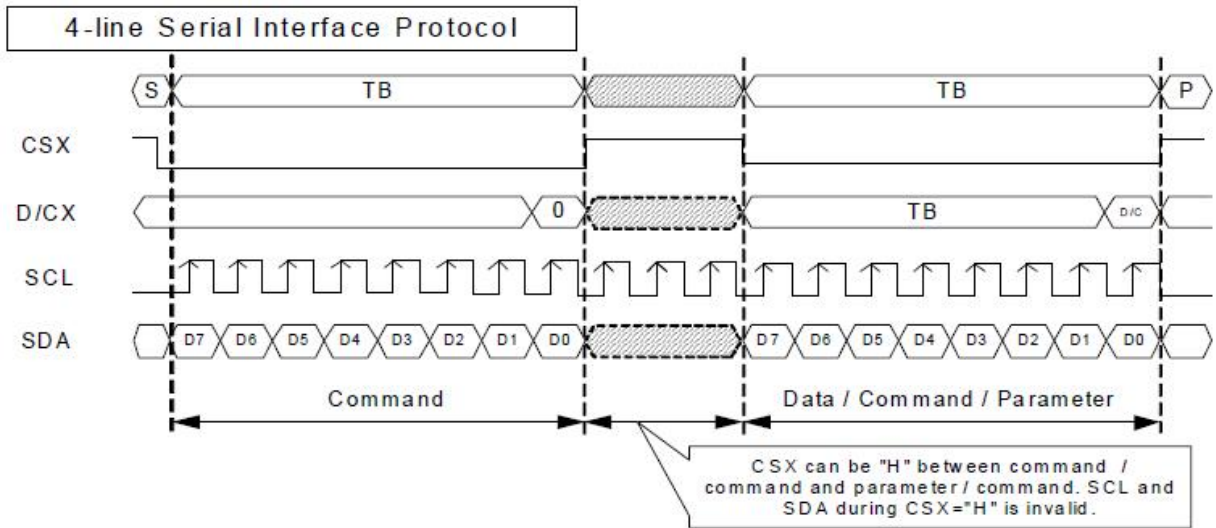 4-line Serial Interface Protocol
S TB TB P
CSX
D/CX 0 TB D/C
SCL
SDA D7 D6 D5 D4 D3 D2 D1 D0 D7 D6 D5 D4 D3 D2 D1 D0
Command Data / Command / Parameter
CSX can be "H" between command /
command and parameter / command. SCL and
SDA during CSX="H" is invalid.